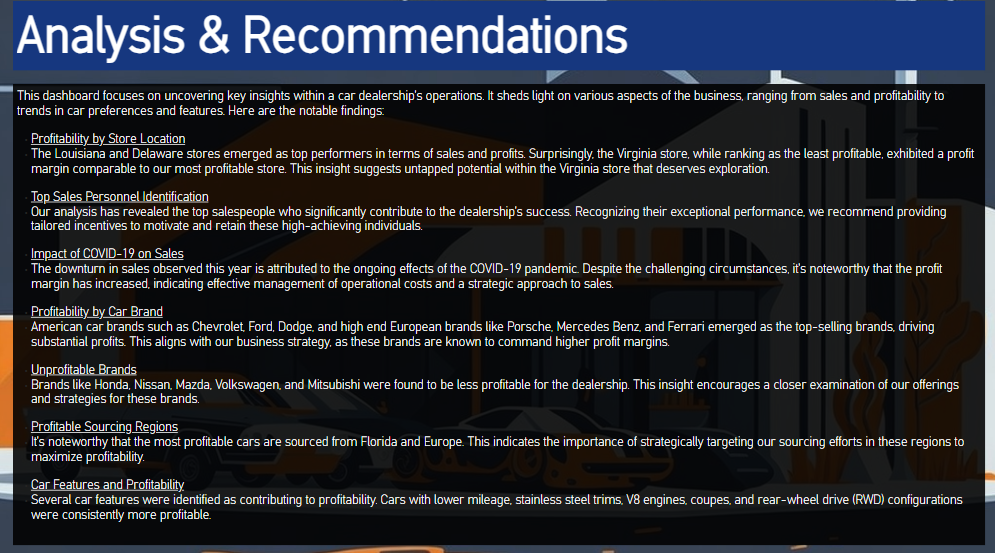 Analysis & Recommendations
This dashboard focuses on uncovering key insights within a car dealership's operations. It sheds light on various aspects of the business, ranging from sales and profitability to
trends in car preferences and features. Here are the notable findings:
Profitability by Store Location
The Louisiana and Delaware stores emerged as top performers in terms of sales and profits. Surprisingly, the Virginia store, while ranking as the least profitable, exhibited a profit
margin comparable to our most profitable store. This insight suggests untapped potential within the Virginia store that deserves exploration.
Top Sales Personnel Identification
Our analysis has revealed the top salespeople who significantly contribute to the dealership's success. Recognizing their exceptional performance, we recommend providing
tailored incentives to motivate and retain these high-achieving individuals.
Impact of COVID-19 on Sales
The downturn in sales observed this year is attributed to the ongoing effects of the COVID-19 pandemic. Despite the challenging circumstances, it's noteworthy that the profit
margin has increased, indicating effective management of operational costs and a strategic approach to sales.
Profitability by Car Brand
American car brands such as Chevrolet, Ford, Dodge, and high end European brands like Porsche, Mercedes Benz, and Ferrari emerged as the top-selling brands, driving
substantial profits. This aligns with our business strategy, as these brands are known to command higher profit margins.
Unprofitable Brands
Brands like Honda, Nissan, Mazda, Volkswagen, and Mitsubishi were found to be less profitable for the dealership. This insight encourages a closer examination of our offerings
and strategies for these brands.
Profitable Sourcing Regions
It's noteworthy that the most profitable cars are sourced from Florida and Europe. This indicates the importance of strategically targeting our sourcing efforts in these regions to
maximize profitability.
Car Features and Profitability
Several car features were identified as contributing to profitability. Cars with lower mileage, stainless steel trims, V8 engines, coupes, and rear-wheel drive (RWD) configurations
were consistently more profitable.